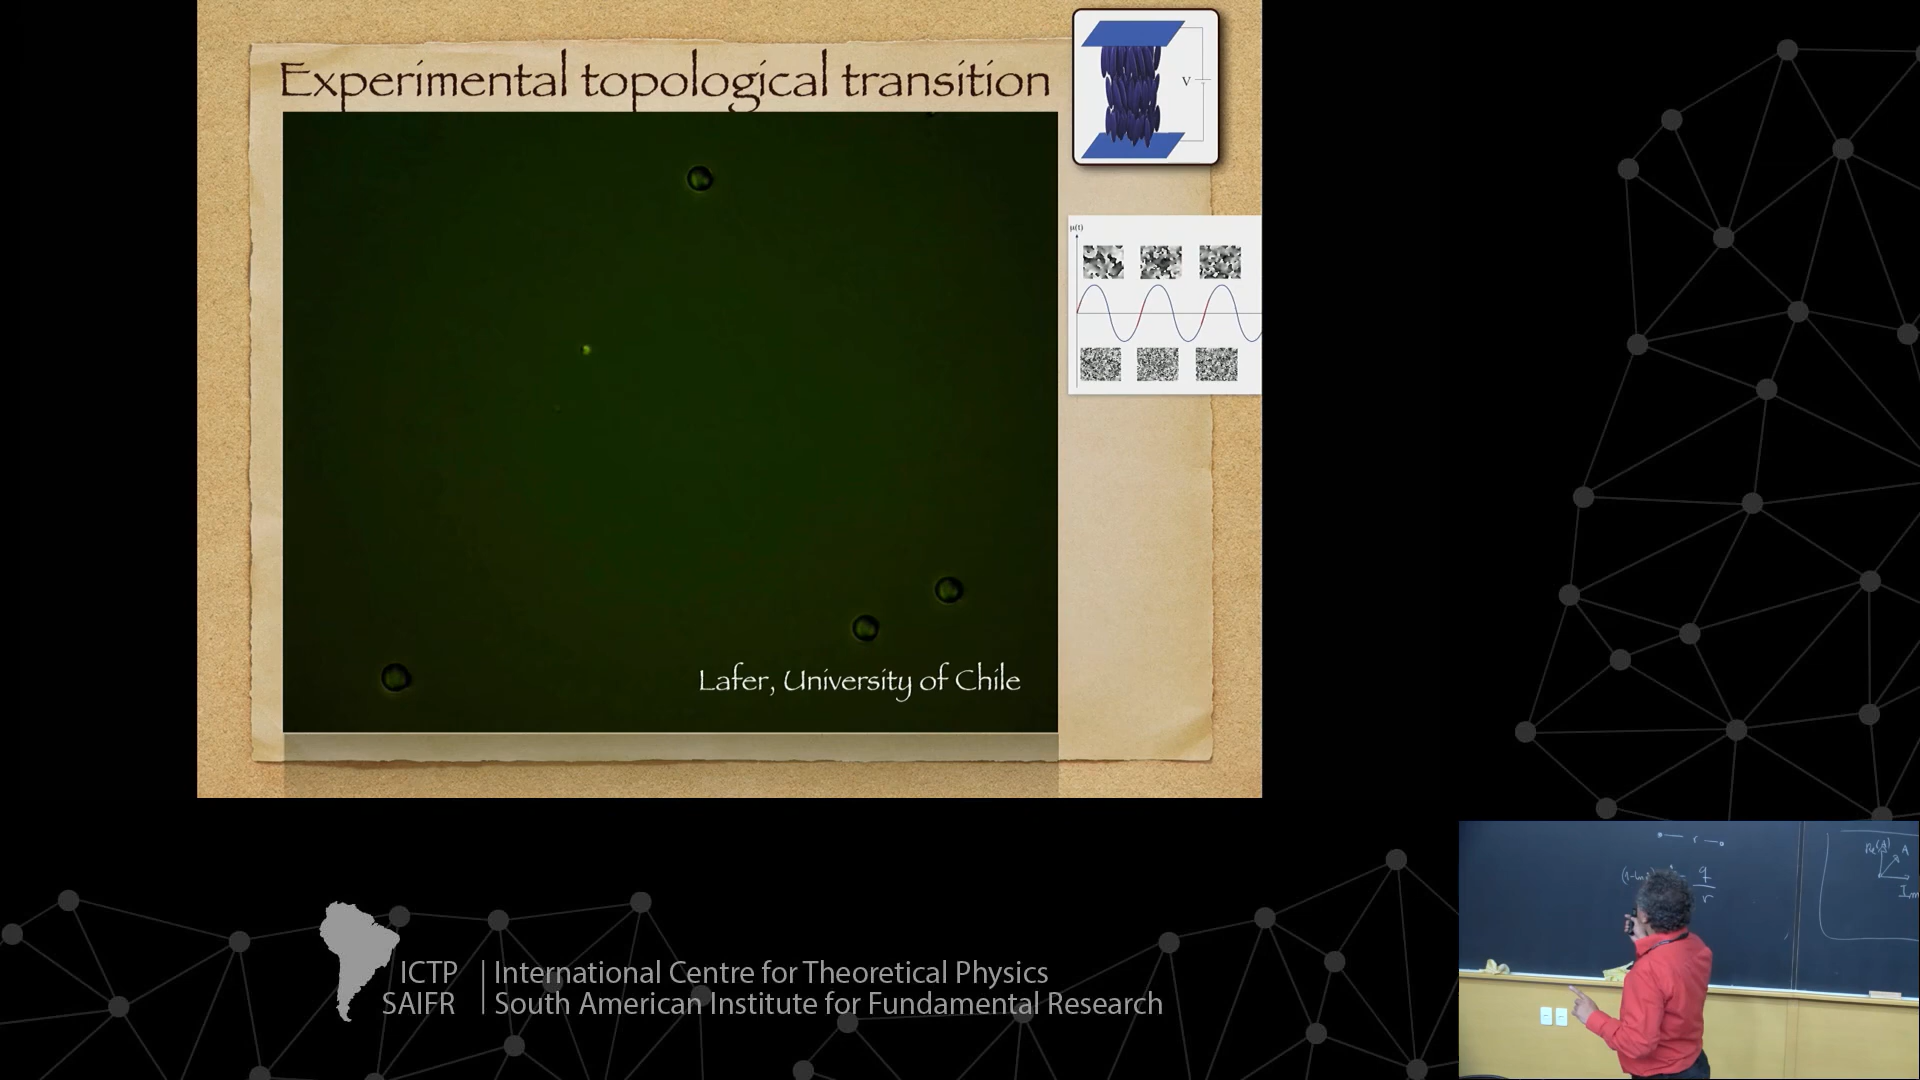 Experimental topological transition
V
μ(t)
Lafer, University of Chile
ICTP
SAIFR
International Centre for Theoretical Physics
South American Institute for Fundamental Research
r
q
r
A